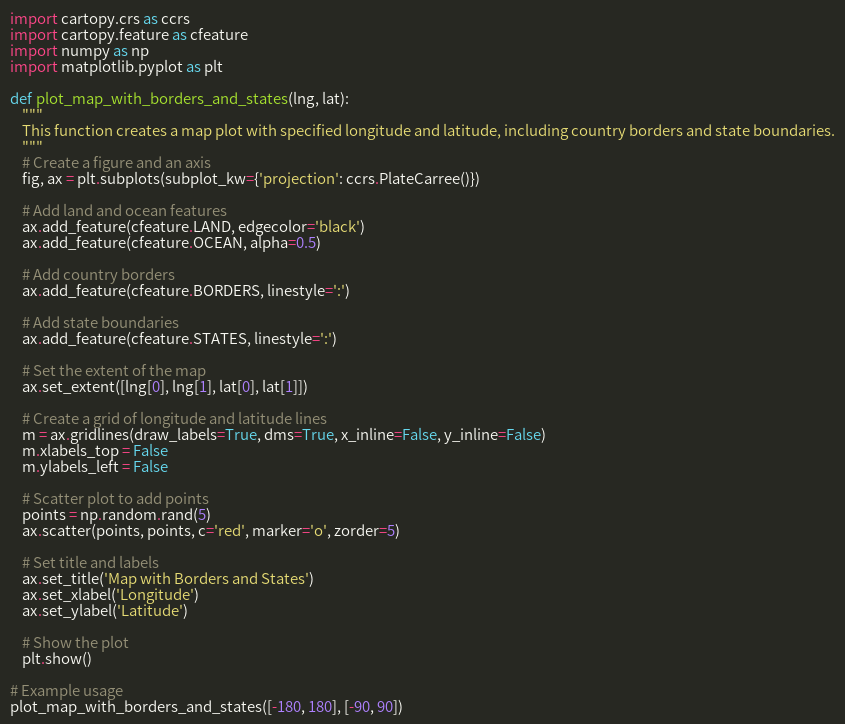 import cartopy.crs as ccrs
import cartopy.feature as cfeature
import numpy as np
import matplotlib.pyplot as plt

def plot_map_with_borders_and_states(lng, lat):
    """
    This function creates a map plot with specified longitude and latitude, including country borders and state boundaries.
    """
    # Create a figure and an axis
    fig, ax = plt.subplots(subplot_kw={'projection': ccrs.PlateCarree()})

    # Add land and ocean features
    ax.add_feature(cfeature.LAND, edgecolor='black')
    ax.add_feature(cfeature.OCEAN, alpha=0.5)

    # Add country borders
    ax.add_feature(cfeature.BORDERS, linestyle=':')

    # Add state boundaries
    ax.add_feature(cfeature.STATES, linestyle=':')

    # Set the extent of the map
    ax.set_extent([lng[0], lng[1], lat[0], lat[1]])

    # Create a grid of longitude and latitude lines
    m = ax.gridlines(draw_labels=True, dms=True, x_inline=False, y_inline=False)
    m.xlabels_top = False
    m.ylabels_left = False

    # Scatter plot to add points
    points = np.random.rand(5)
    ax.scatter(points, points, c='red', marker='o', zorder=5)

    # Set title and labels
    ax.set_title('Map with Borders and States')
    ax.set_xlabel('Longitude')
    ax.set_ylabel('Latitude')

    # Show the plot
    plt.show()

# Example usage
plot_map_with_borders_and_states([-180, 180], [-90, 90])